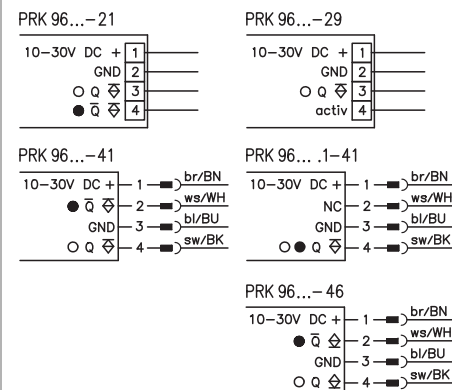 PRK 96...–21
10–30V DC + 1
GND 2
Q 3
Q̅ 4
PRK 96...–29
10–30V DC + 1
GND 2
Q 3
activ 4
PRK 96...–41
10–30V DC + 1 br/BN
Q̅ 2 ws/WH
GND 3 bl/BU
Q 4 sw/BK
PRK 96... .1–41
10–30V DC + 1 br/BN
NC 2 ws/WH
GND 3 bl/BU
Q 4 sw/BK
PRK 96...–46
10–30V DC + 1 br/BN
Q̅ 2 ws/WH
GND 3 bl/BU
Q 4 sw/BK